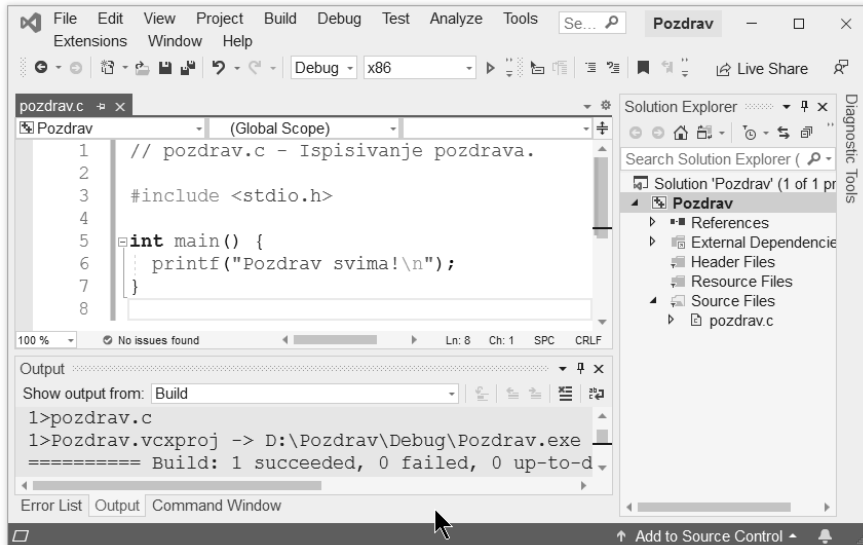 File Edit View Project Build Debug Test Analyze Tools Se... Pozdrav
Extensions Window Help
Debug x86 Live Share
pozdrav.c
Pozdrav (Global Scope)
1 // pozdrav.c - Ispisivanje pozdrava.
2
3 #include <stdio.h>
4
5 int main() {
6 printf("Pozdrav svima!\n");
7 }
8
100 % No issues found Ln: 8 Ch: 1 SPC CRLF
Output
Show output from: Build
1>pozdrav.c
1>Pozdrav.vcxproj -> D:\Pozdrav\Debug\Pozdrav.exe
========== Build: 1 succeeded, 0 failed, 0 up-to-d
Error List Output Command Window
Solution Explorer
Search Solution Explorer (
Solution 'Pozdrav' (1 of 1 pr
Pozdrav
References
External Dependencie
Header Files
Resource Files
Source Files
pozdrav.c
Diagnostic Tools
Add to Source Control